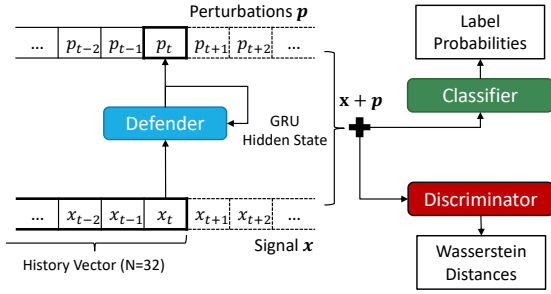 Perturbations p
... p_{t-2} p_{t-1} p_t p_{t+1} p_{t+2} ...
Defender
GRU
Hidden State
... x_{t-2} x_{t-1} x_t x_{t+1} x_{t+2} ...
Signal x
History Vector (N=32)
x + p
Label
Probabilities
Classifier
Discriminator
Wasserstein
Distances